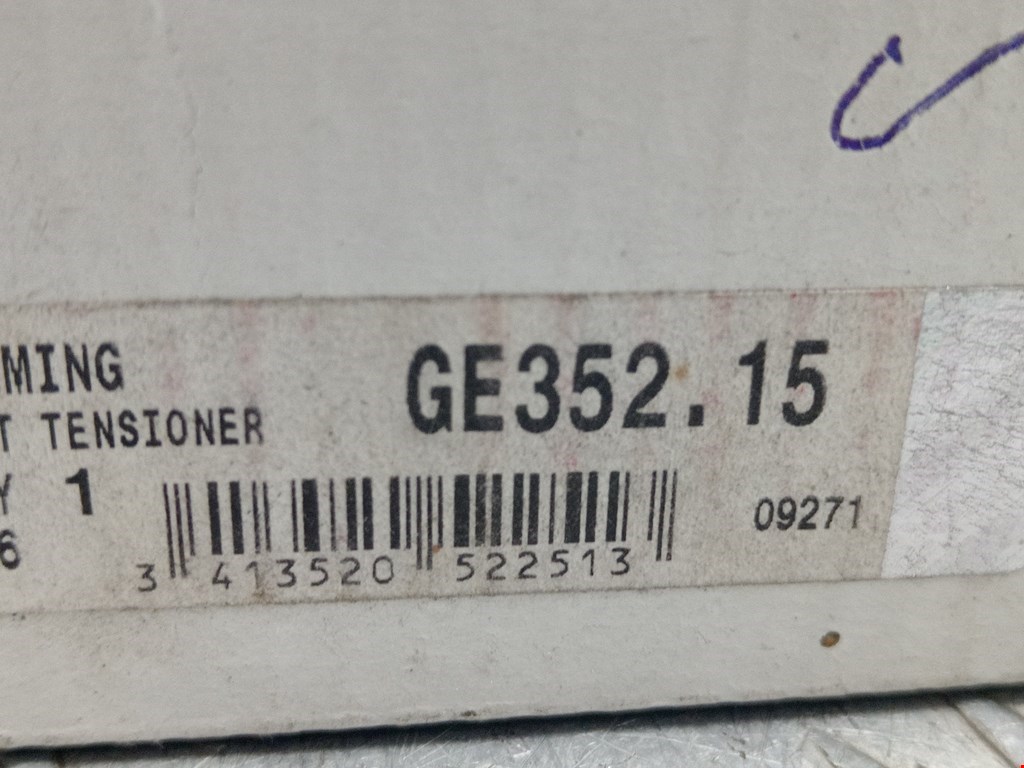 MING GE352.15
T TENSIONER
Y 1
6 09271
3 413520 522513